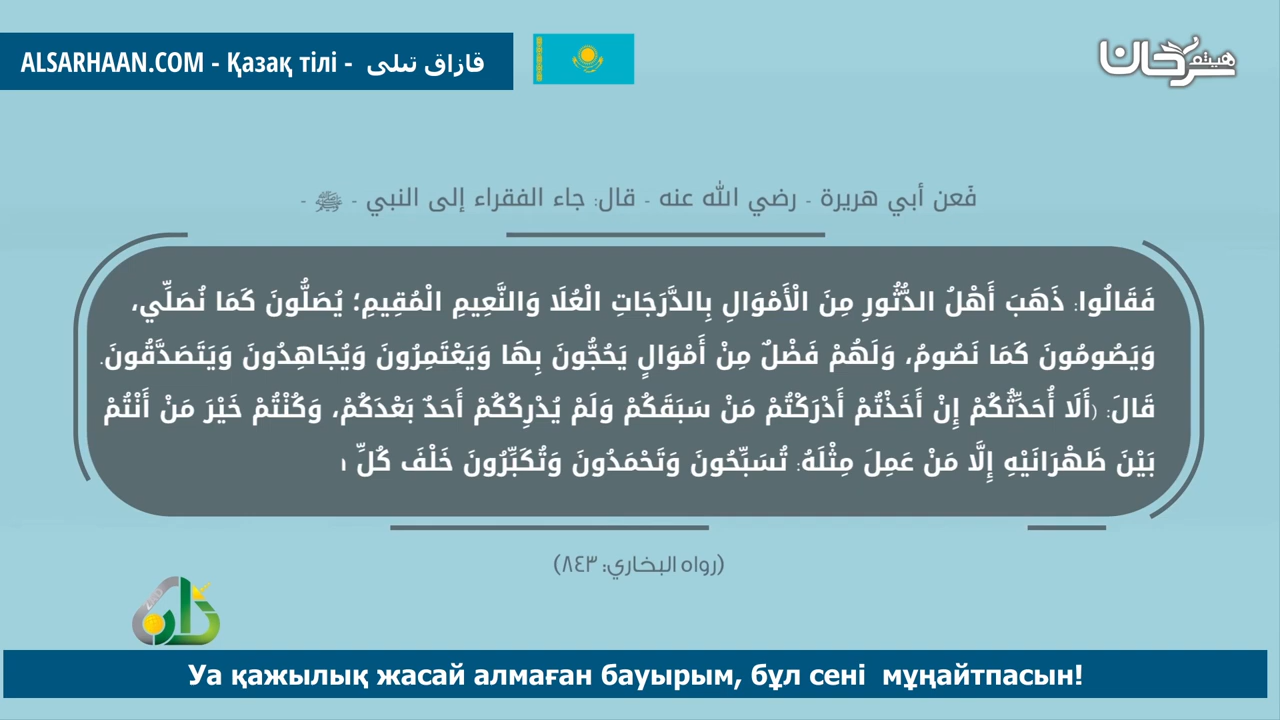 ALSARHAAN.COM - Қазақ тілі - قازاق تىلى
هيثم السرحان
فَعن أبي هريرة - رضي الله عنه - قال: جاء الفقراء إلى النبي - ﷺ -
فَقَالُوا: ذَهَبَ أَهْلُ الدُّثُورِ مِنَ الْأَمْوَالِ بِالدَّرَجَاتِ الْعُلَا وَالنَّعِيمِ الْمُقِيمِ؛ يُصَلُّونَ كَمَا نُصَلِّي،
وَيَصُومُونَ كَمَا نَصُومُ، وَلَهُمْ فَضْلٌ مِنْ أَمْوَالٍ يَحُجُّونَ بِهَا وَيَعْتَمِرُونَ وَيُجَاهِدُونَ وَيَتَصَدَّقُونَ.
قَالَ: (أَلَا أُحَدِّثُكُمْ إِنْ أَخَذْتُمْ أَدْرَكْتُمْ مَنْ سَبَقَكُمْ وَلَمْ يُدْرِكْكُمْ أَحَدٌ بَعْدَكُمْ، وَكُنْتُمْ خَيْرَ مَنْ أَنْتُمْ
بَيْنَ ظَهْرَانَيْهِ إِلَّا مَنْ عَمِلَ مِثْلَهُ: تُسَبِّحُونَ وَتَحْمَدُونَ وَتُكَبِّرُونَ خَلْفَ كُلِّ
(رواه البخاري: ٨٤٣)
Уа қажылық жасай алмаған бауырым, бұл сені мұңайтпасын!